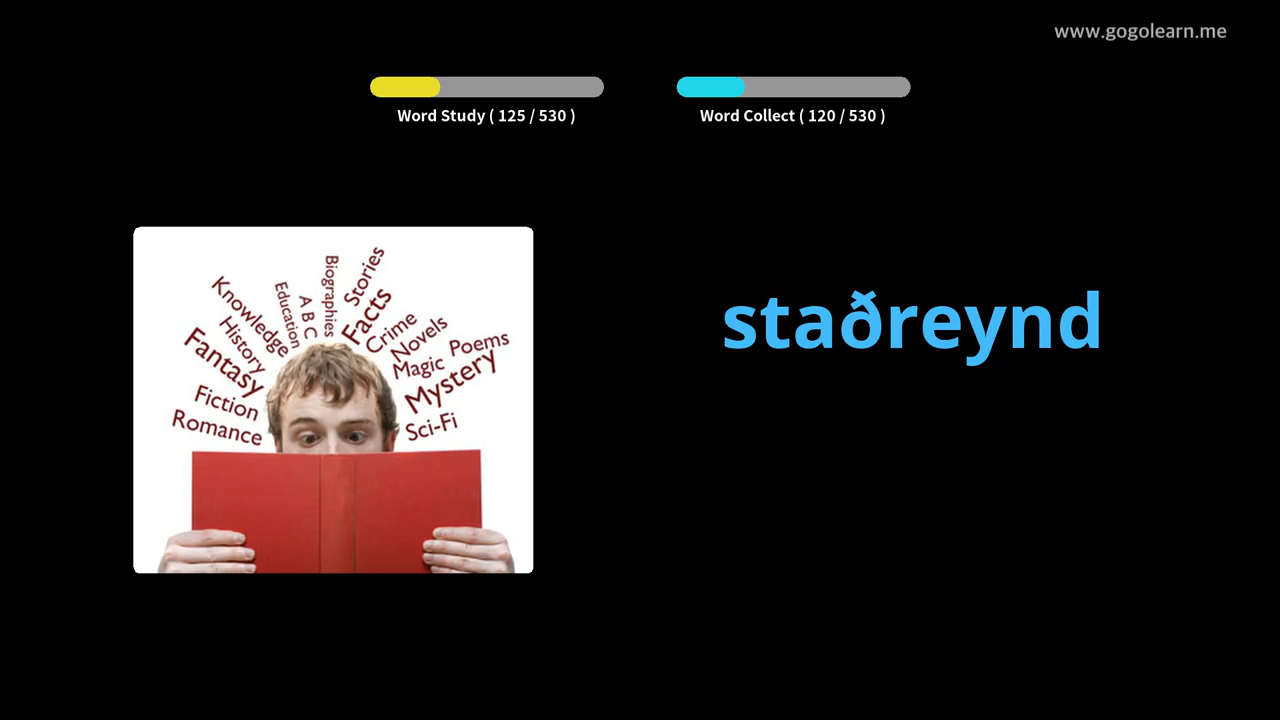 www.gogolearn.me
Word Study ( 125 / 530 )
Word Collect ( 120 / 530 )
staðreynd
Knowledge
Education
A B C
Biographies
Stories
Facts
Crime
Novels
Poems
Magic
Mystery
History
Fantasy
Fiction
Romance
Sci-Fi